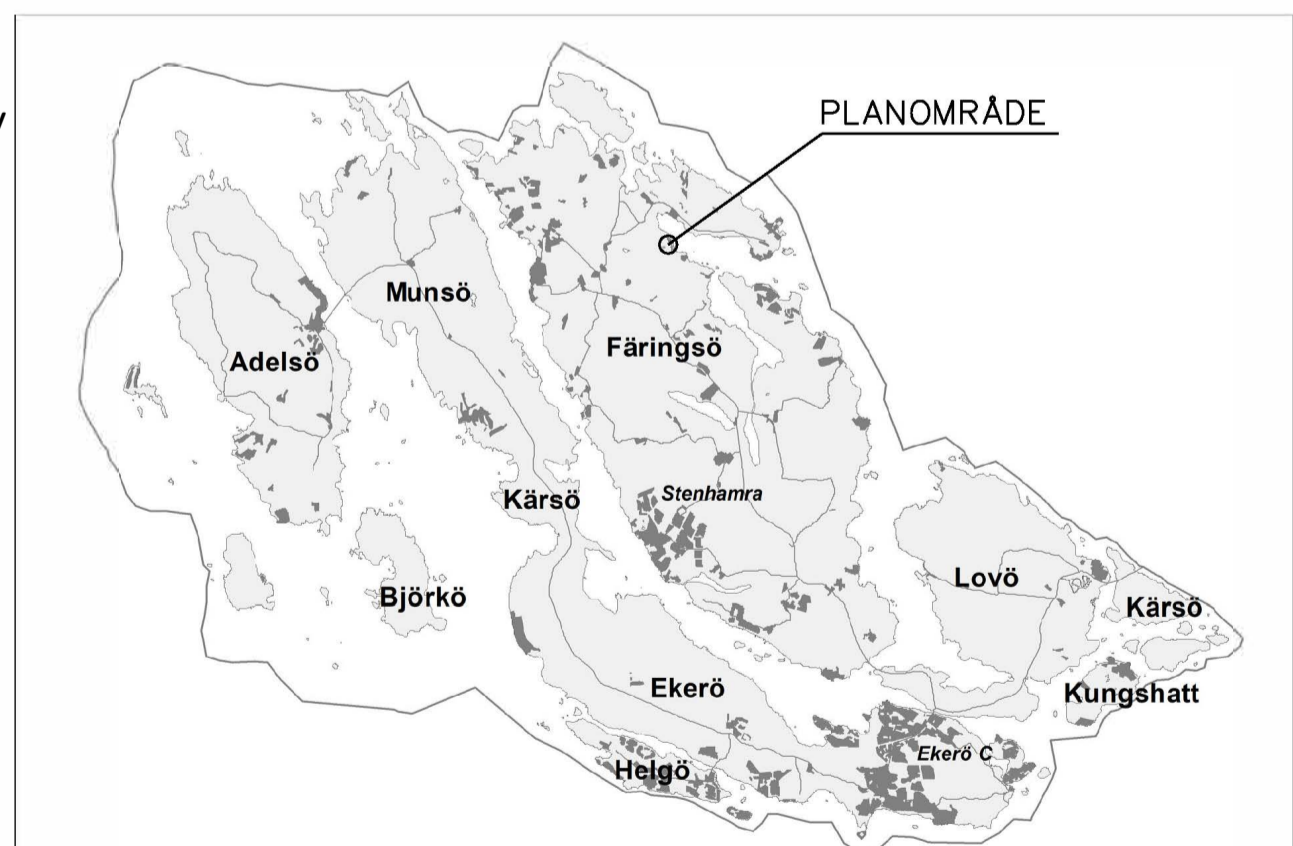 PLANOMRÅDE
Munsö
Färingsö
Adelsö
Stenhamra
Kärsö
Lovö
Björkö
Kärsö
Ekerö
Kungshatt
Ekerö C
Helgö